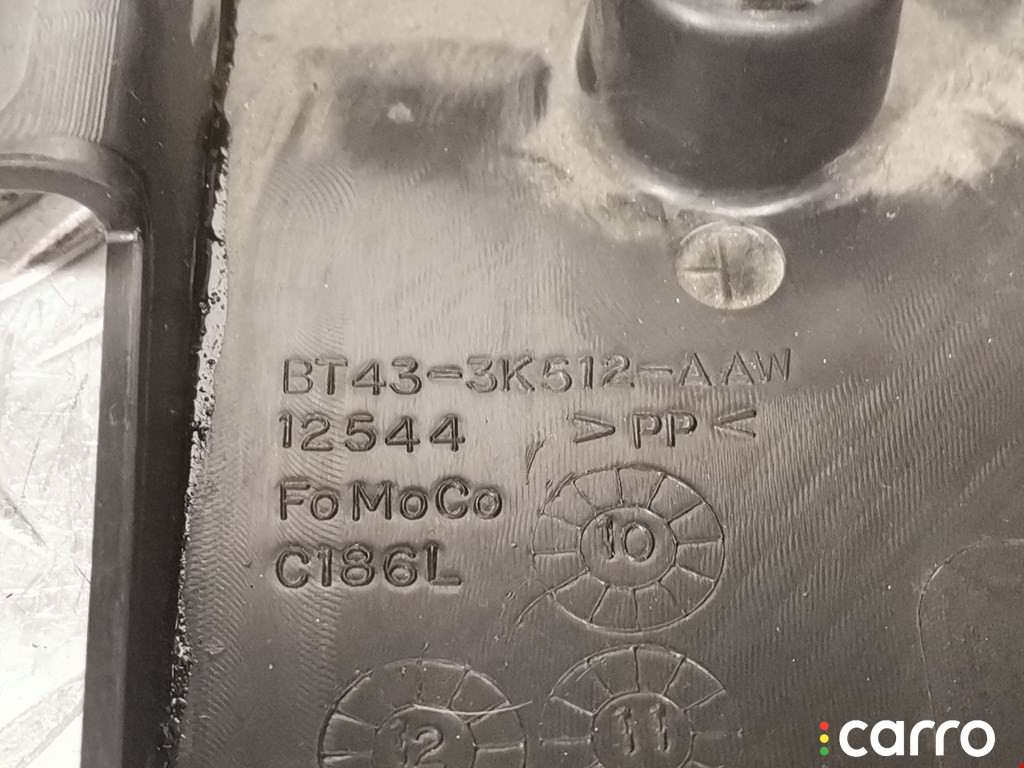 BT43-3K512-AAW
12544 >PP<
FoMoCo
C186L
10
12 11
carro